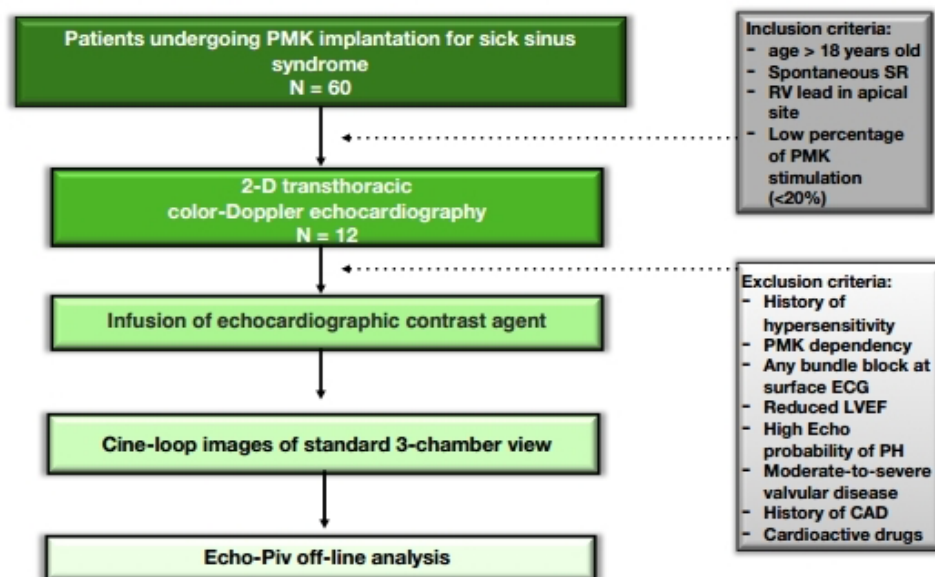 Patients undergoing PMK implantation for sick sinus
syndrome
N = 60
Inclusion criteria:
- age > 18 years old
- Spontaneous SR
- RV lead in apical
site
- Low percentage
of PMK
stimulation
(<20%)
2-D transthoracic
color-Doppler echocardiography
N = 12
Exclusion criteria:
- History of
hypersensitivity
- PMK dependency
- Any bundle block at
surface ECG
- Reduced LVEF
- High Echo
probability of PH
- Moderate-to-severe
valvular disease
- History of CAD
- Cardioactive drugs
Infusion of echocardiographic contrast agent
Cine-loop images of standard 3-chamber view
Echo-Piv off-line analysis